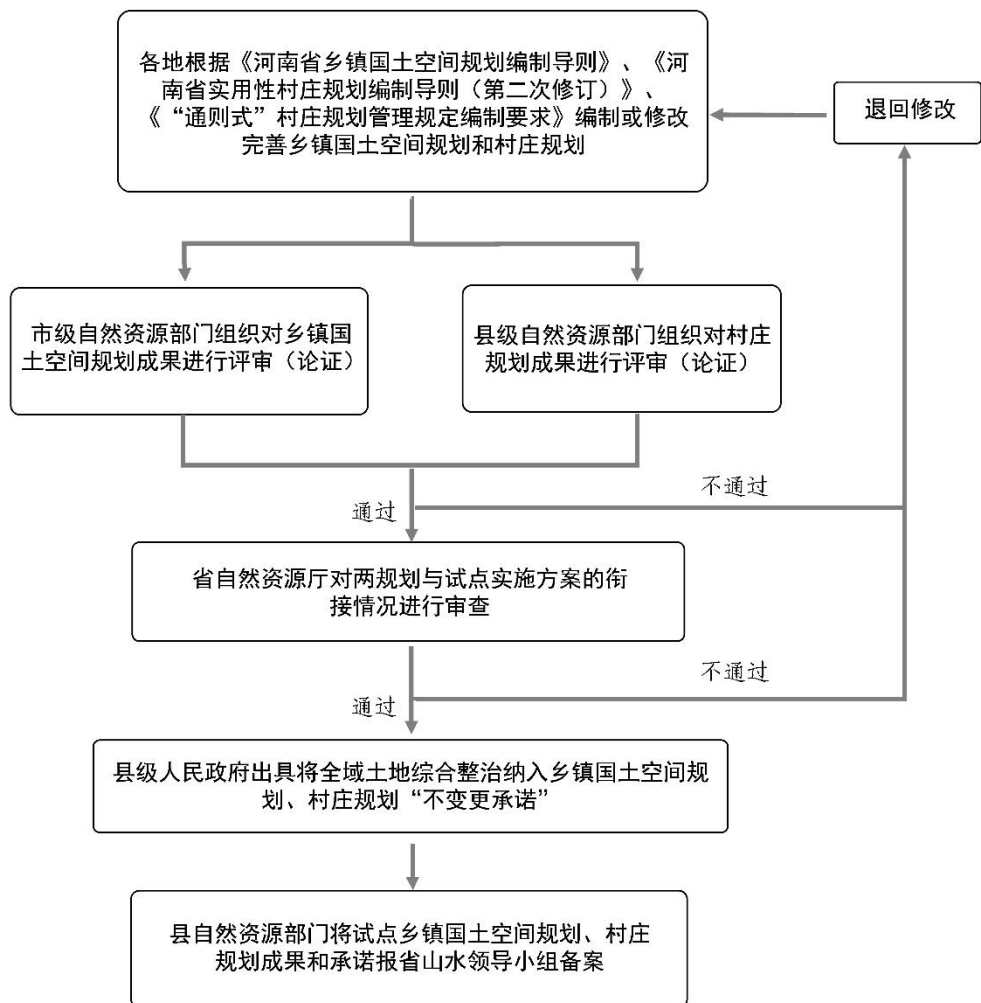 各地根据《河南省乡镇国土空间规划编制导则》、《河
南省实用性村庄规划编制导则（第二次修订）》、
《“通则式”村庄规划管理规定编制要求》编制或修改
完善乡镇国土空间规划和村庄规划
退回修改
市级自然资源部门组织对乡镇国
土空间规划成果进行评审（论证）
县级自然资源部门组织对村庄
规划成果进行评审（论证）
不通过
通过
省自然资源厅对两规划与试点实施方案的衔
接情况进行审查
不通过
通过
县级人民政府出具将全域土地综合整治纳入乡镇国土空间规
划、村庄规划“不变更承诺”
县自然资源部门将试点乡镇国土空间规划、村庄
规划成果和承诺报省山水领导小组备案